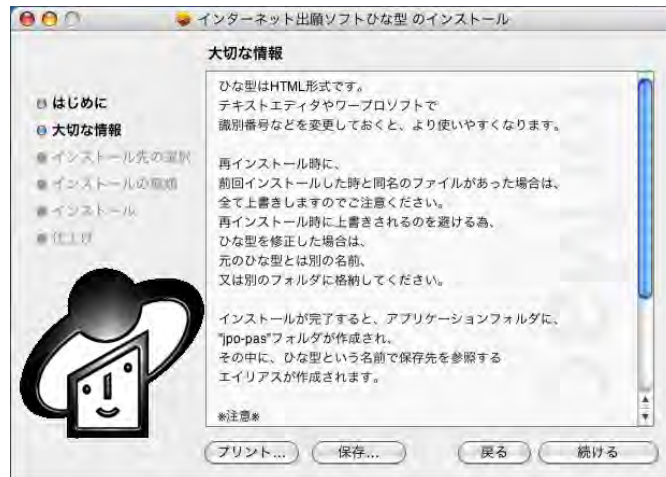 インターネット出願ソフトひな型 のインストール
大切な情報
はじめに
大切な情報
インストール先の選択
インストールの種類
インストール
仕上げ
ひな型はHTML形式です。
テキストエディタやワープロソフトで
識別番号などを変更しておくと、より使いやすくなります。
再インストール時に、
前回インストールした時と同名のファイルがあった場合は、
全て上書きしますのでご注意ください。
再インストール時に上書きされるのを避ける為、
ひな型を修正した場合は、
元のひな型とは別の名前、
又は別のフォルダに格納してください。
インストールが完了すると、アプリケーションフォルダに、
"jpo-pas"フォルダが作成され、
その中に、ひな型という名前で保存先を参照する
エイリアスが作成されます。
※注意※
プリント... 保存... 戻る 続ける